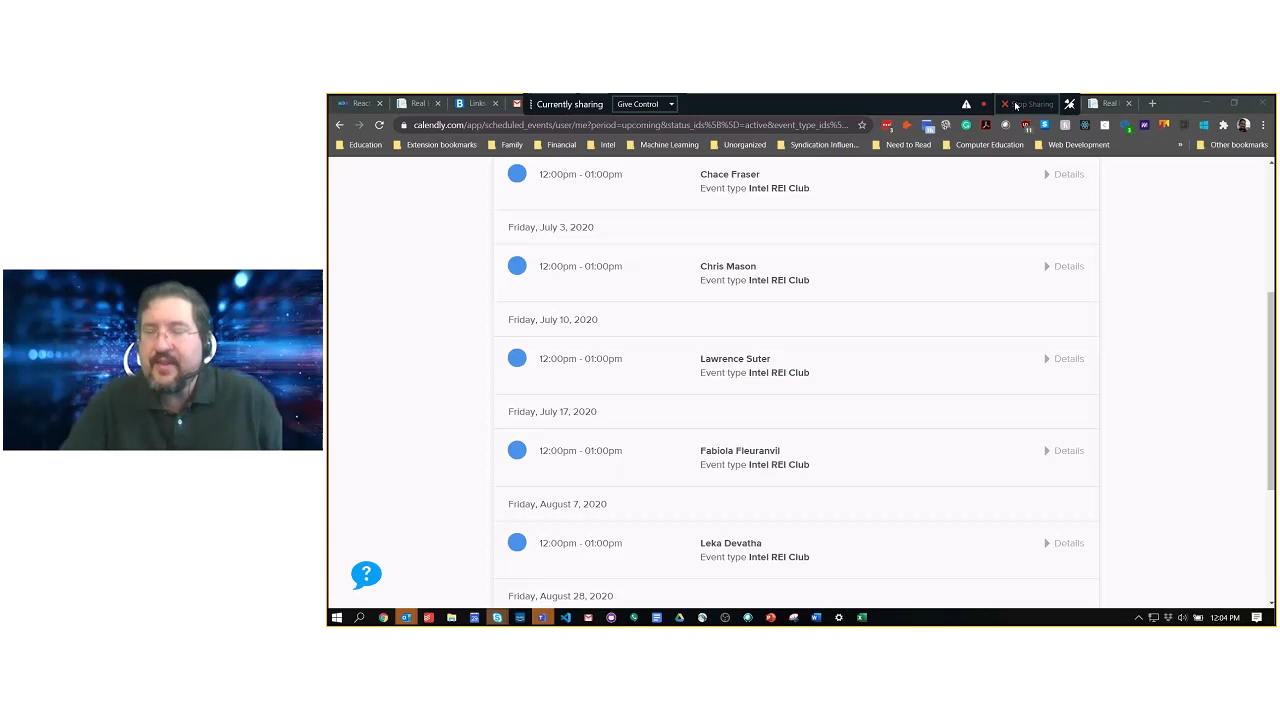 Reac
Real
Links
Currently sharing
Give Control
Stop Sharing
Real
calendly.com/app/scheduled_events/user/me?period=upcoming&status_ids%5B%5D=active&event_type_ids%...
Education
Extension bookmarks
Family
Financial
Intel
Machine Learning
Unorganized
Syndication Influen...
Need to Read
Computer Education
Web Development
»
Other bookmarks
12:00pm - 01:00pm
Chace Fraser
Details
Event type Intel REI Club
Friday, July 3, 2020
12:00pm - 01:00pm
Chris Mason
Details
Event type Intel REI Club
Friday, July 10, 2020
12:00pm - 01:00pm
Lawrence Suter
Details
Event type Intel REI Club
Friday, July 17, 2020
12:00pm - 01:00pm
Fabiola Fleuranvil
Details
Event type Intel REI Club
Friday, August 7, 2020
12:00pm - 01:00pm
Leka Devatha
Details
Event type Intel REI Club
Friday, August 28, 2020
?
12:04 PM